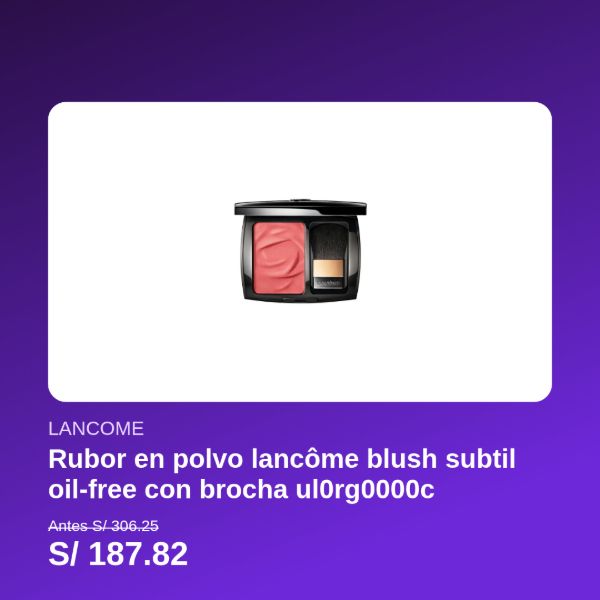 LANCOME
Rubor en polvo lancôme blush subtil
oil-free con brocha ul0rg0000c
Antes S/ 306.25
S/ 187.82